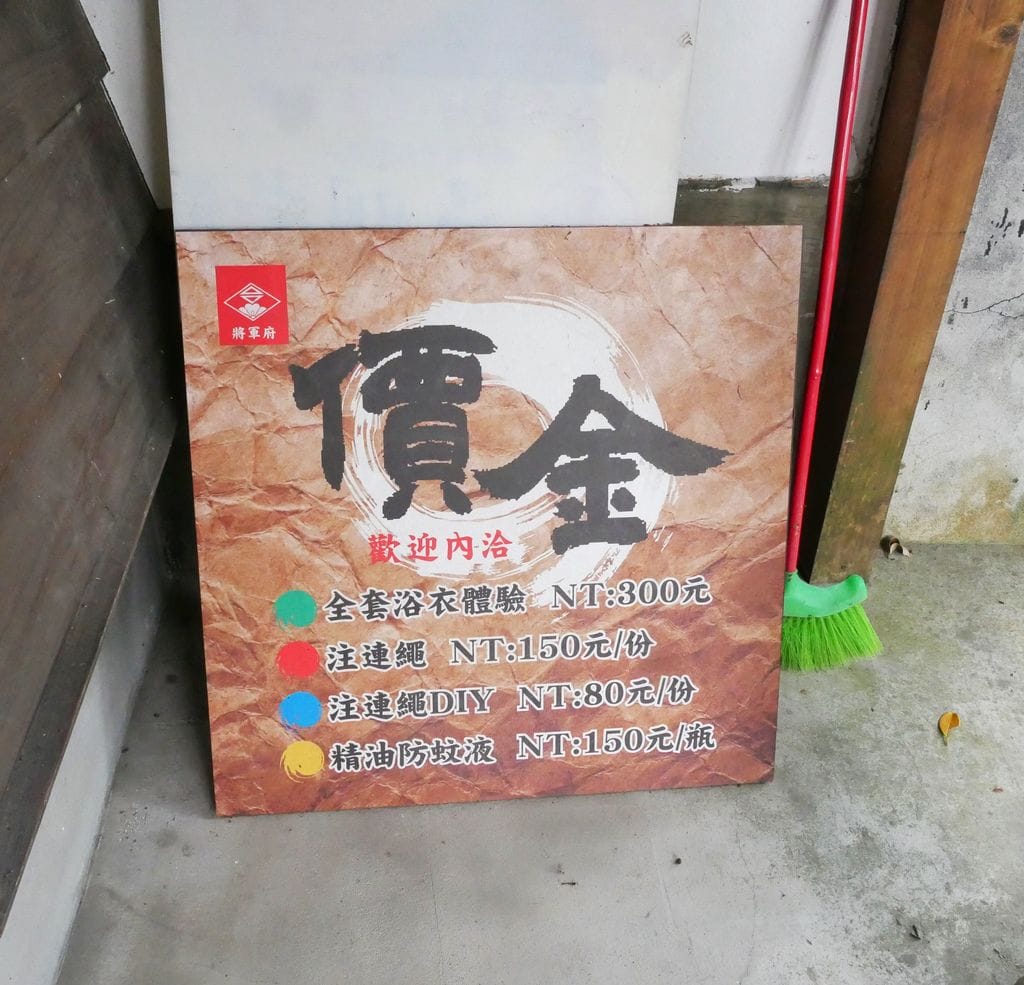 將軍府
價金
歡迎內洽
全套浴衣體驗 NT:300元
注連繩 NT:150元/份
注連繩DIY NT:80元/份
精油防蚊液 NT:150元/瓶